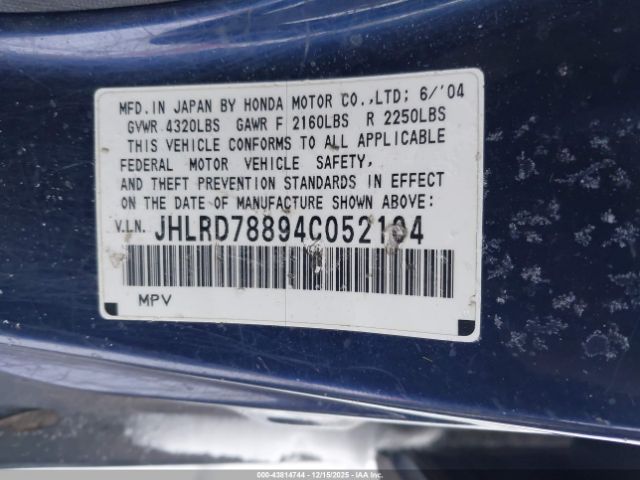 MFD.IN JAPAN BY HONDA MOTOR CO.,LTD; 6/'04
GVWR 4320LBS GAWR F 2160LBS R 2250LBS
THIS VEHICLE CONFORMS TO ALL APPLICABLE
FEDERAL MOTOR VEHICLE SAFETY,
AND THEFT PREVENTION STANDARDS IN EFFECT
ON THE DATE OF MANUFACTURE SHOWN ABOVE:
V.I.N. JHLRD78894C052104
MPV
000-43814744 | 12/15/2025 | COPART